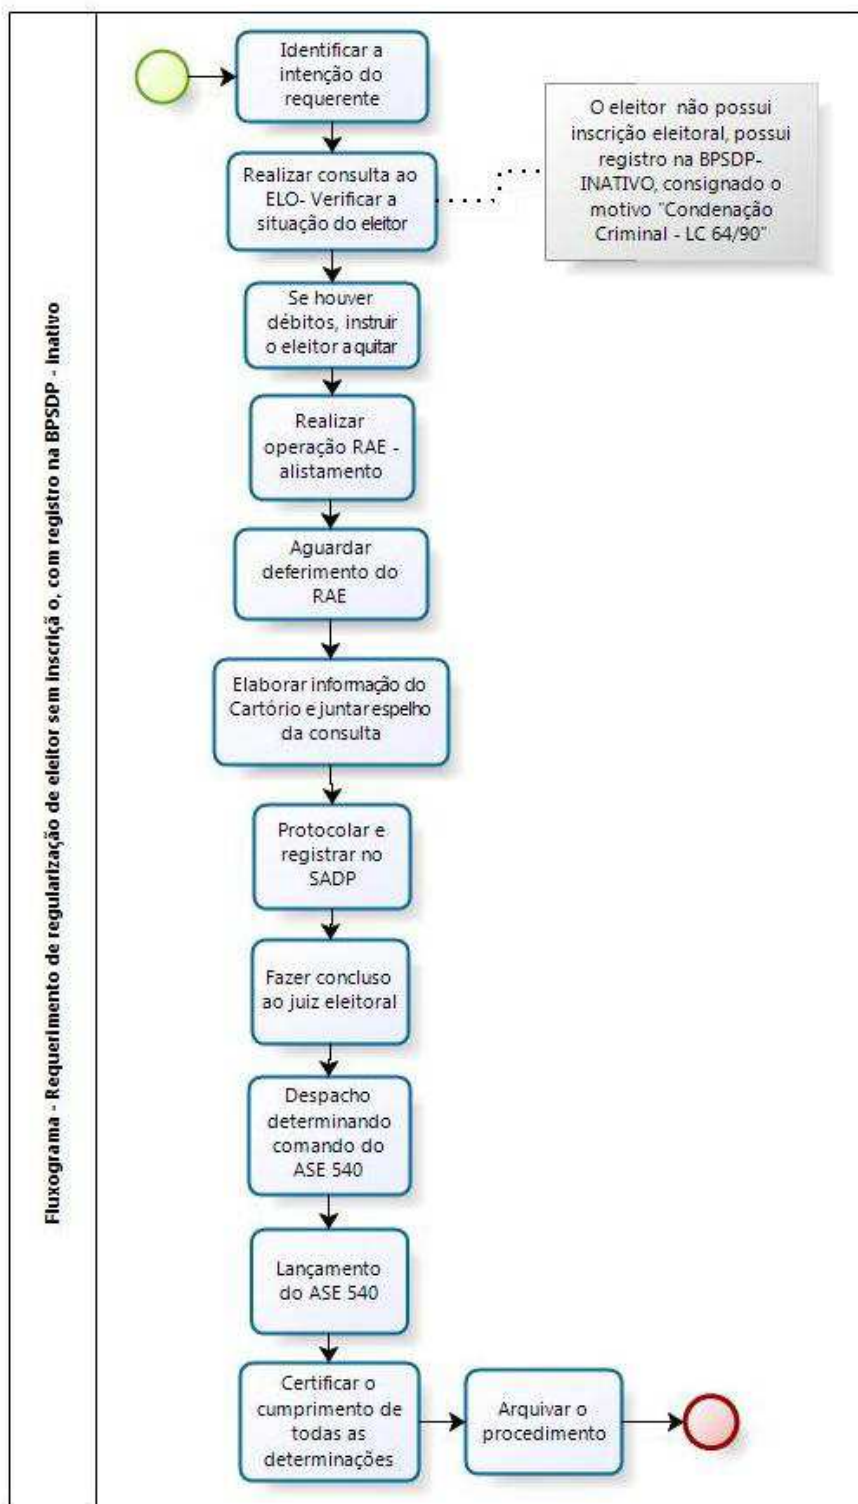 Fluxograma - Requerimento de regularização de eleitor sem inscriçã o, com registro na BPSDP - inativo
Identificar a
intenção do
requerente
Realizar consulta ao
ELO- Verificar a
situação do eleitor
O eleitor não possui
inscrição eleitoral, possui
registro na BPSDP-
INATIVO, consignado o
motivo "Condenação
Criminal - LC 64/90"
Se houver
débitos, instruir
o eleitor a quitar
Realizar
operação RAE -
alistamento
Aguardar
deferimento do
RAE
Elaborar informação do
Cartório e juntar espelho
da consulta
Protocolar e
registrar no
SADP
Fazer concluso
ao juiz eleitoral
Despacho
determinando
comando do
ASE 540
Lançamento
do ASE 540
Certificar o
cumprimento de
todas as
determinações
Arquivar o
procedimento